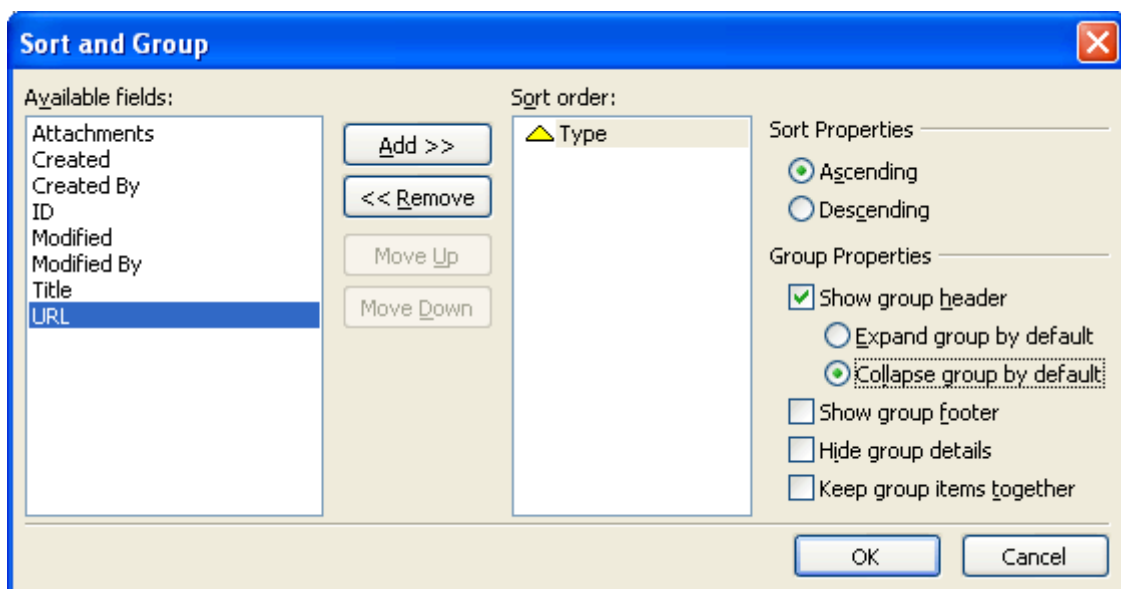 Sort and Group
Available fields:
Attachments
Created
Created By
ID
Modified
Modified By
Title
URL
Add >>
<< Remove
Move Up
Move Down
Sort order:
Type
Sort Properties
Ascending
Descending
Group Properties
Show group header
Expand group by default
Collapse group by default
Show group footer
Hide group details
Keep group items together
OK
Cancel